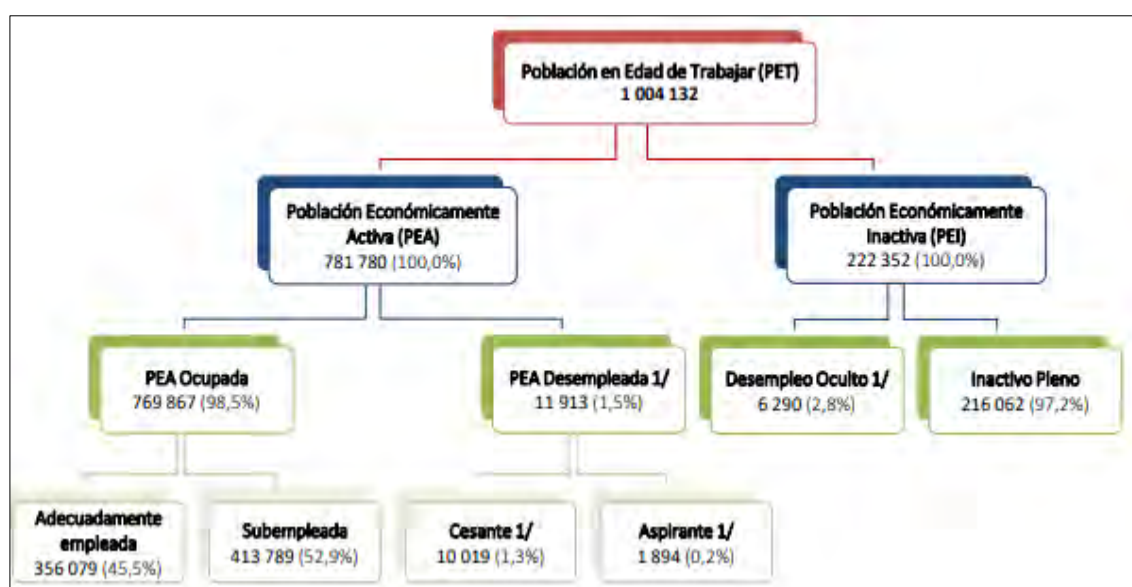 Población en Edad de Trabajar (PET)
1 004 132
Población Económicamente
Activa (PEA)
781 780 (100,0%)
Población Económicamente
Inactiva (PEI)
222 352 (100,0%)
PEA Ocupada
769 867 (98,5%)
PEA Desempleada 1/
11 913 (1,5%)
Desempleo Oculto 1/
6 290 (2,8%)
Inactivo Pleno
216 062 (97,2%)
Adecuadamente
empleada
356 079 (45,5%)
Subempleada
413 789 (52,9%)
Cesante 1/
10 019 (1,3%)
Aspirante 1/
1 894 (0,2%)